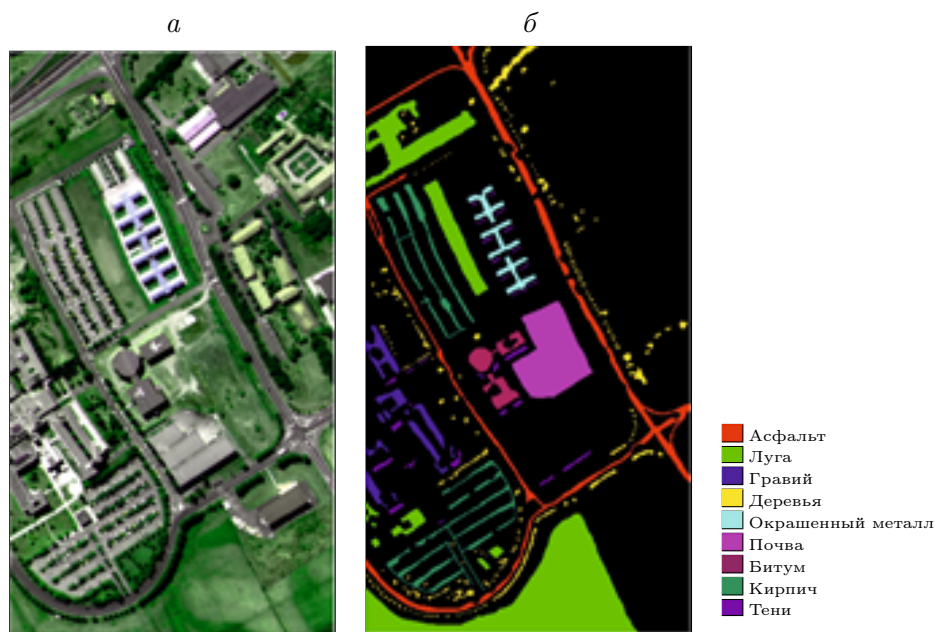 а
б
Асфальт
Луга
Гравий
Деревья
Окрашенный металл
Почва
Битум
Кирпич
Тени